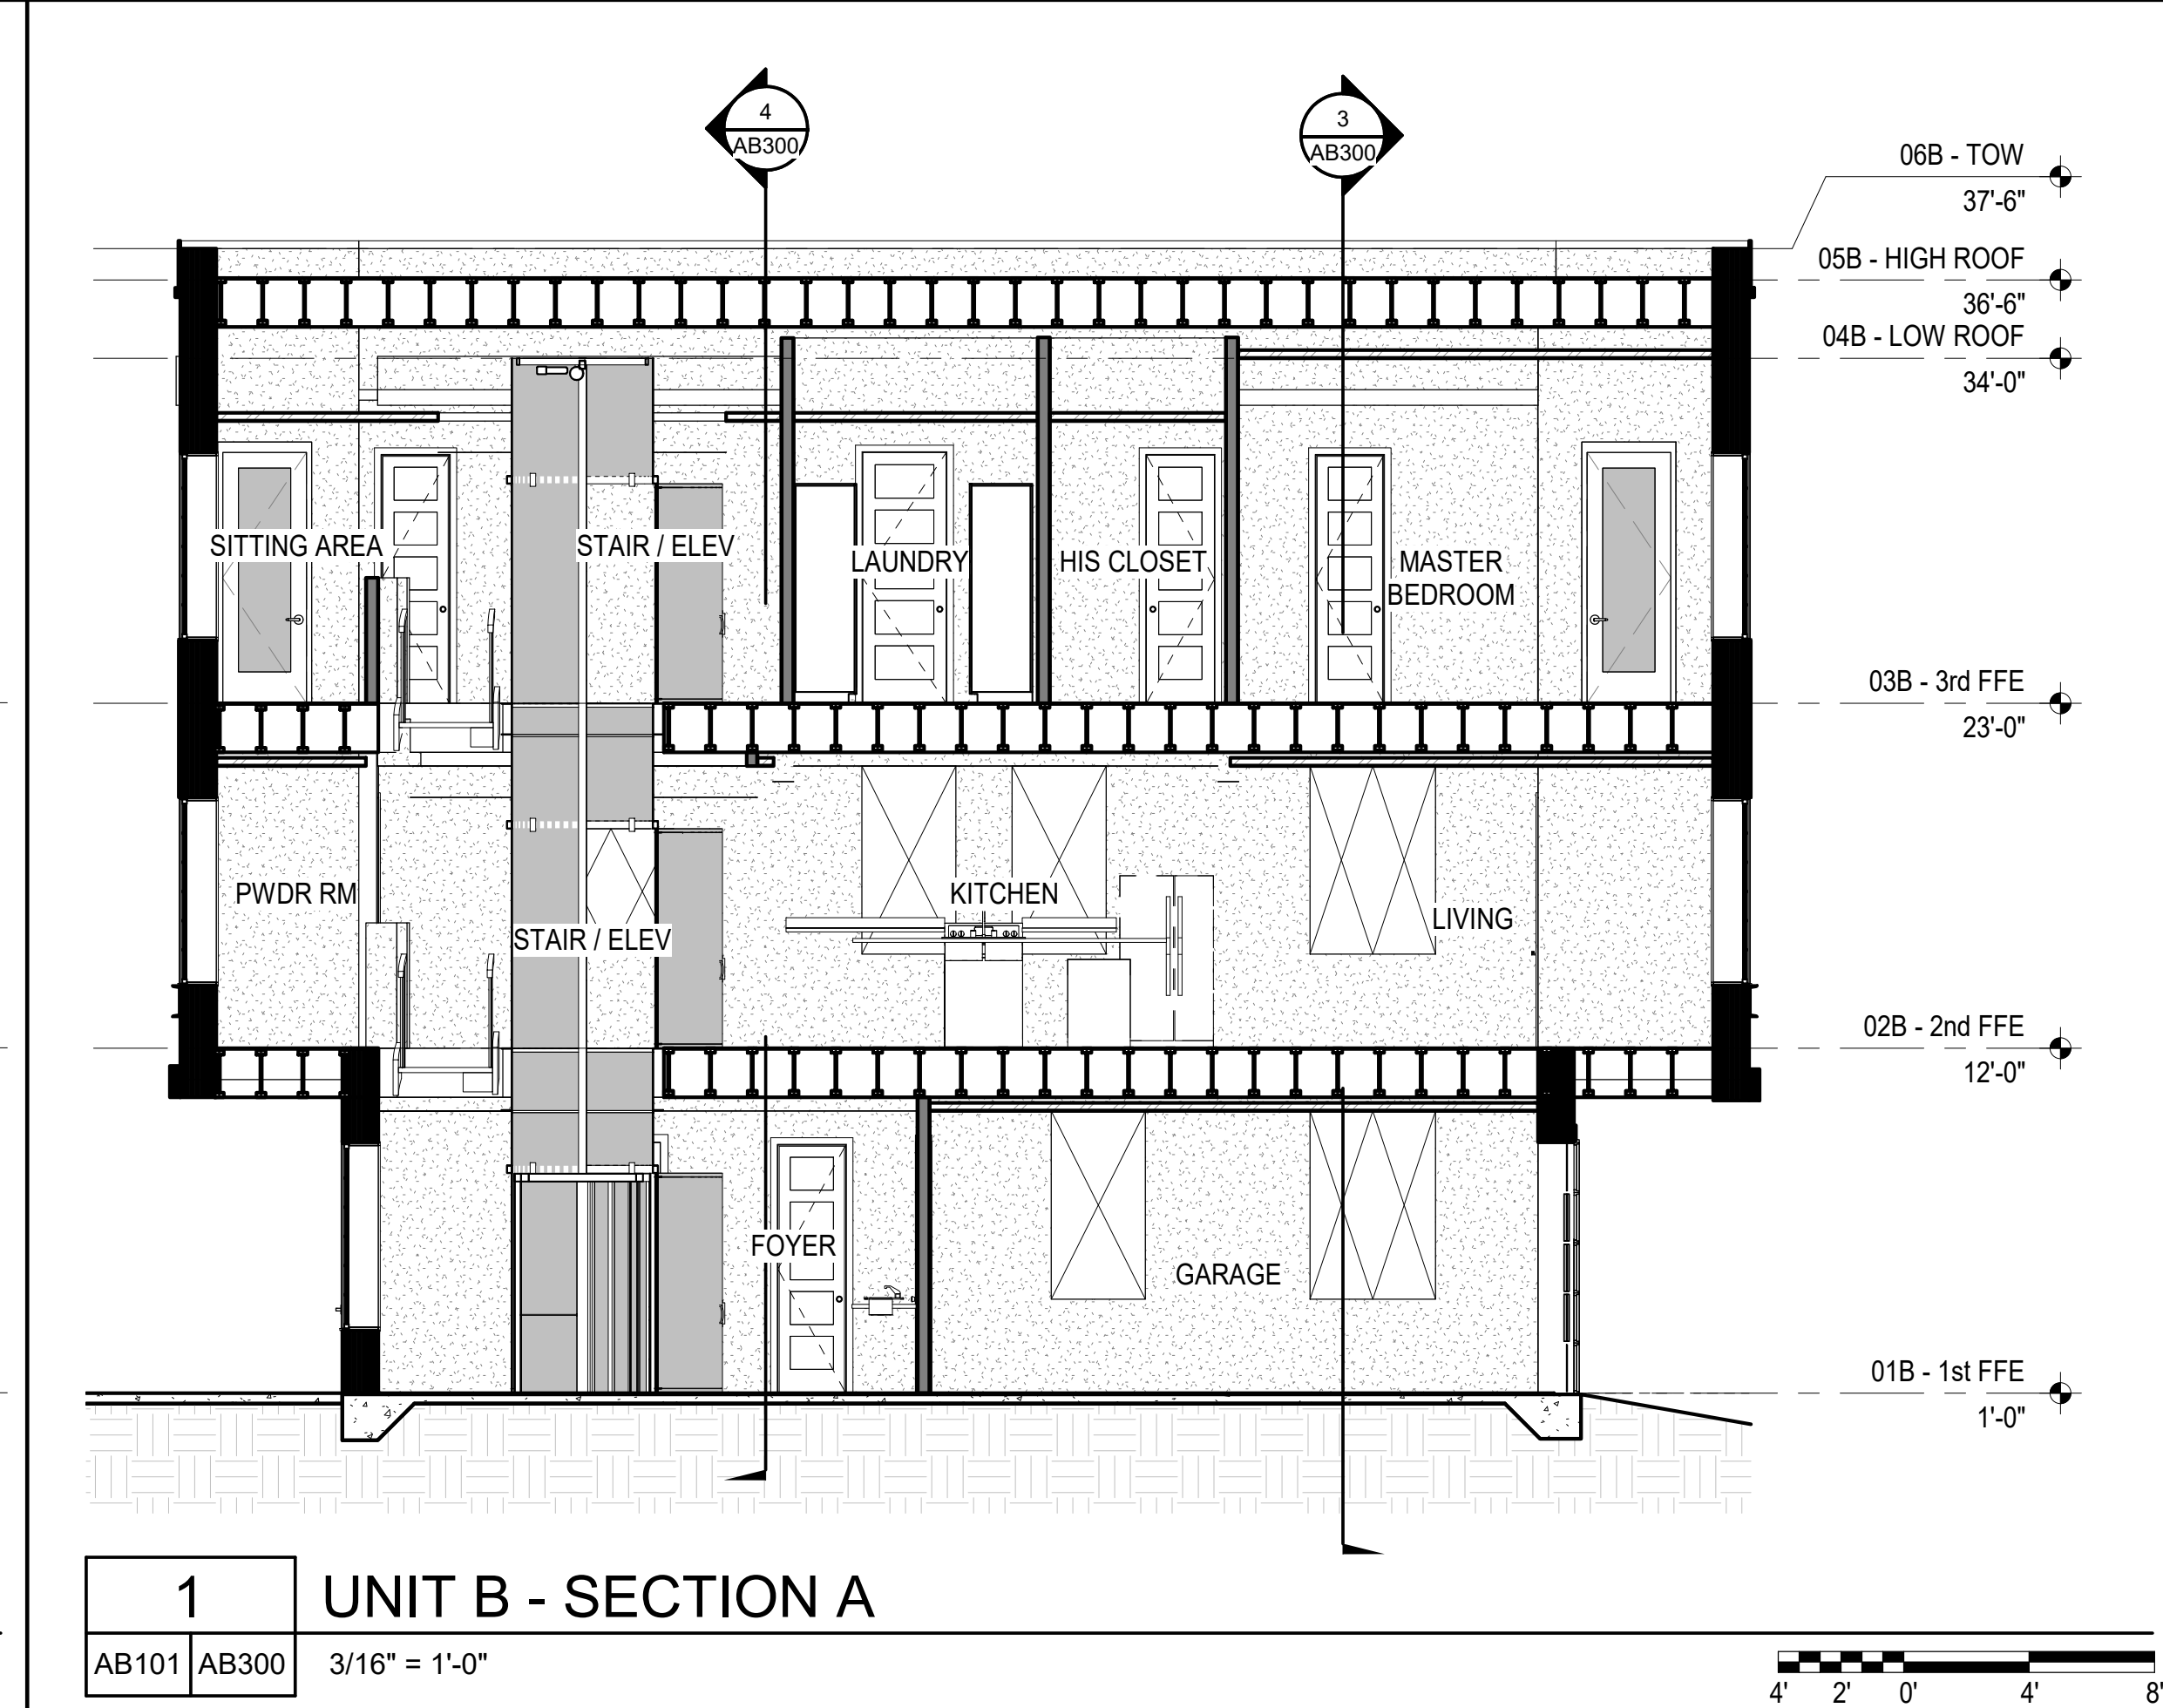 4
AB300
3
AB300
06B - TOW
37'-6"
05B - HIGH ROOF
36'-6"
04B - LOW ROOF
34'-0"
SITTING AREA
STAIR / ELEV
LAUNDRY
HIS CLOSET
MASTER
BEDROOM
03B - 3rd FFE
23'-0"
PWDR RM
STAIR / ELEV
KITCHEN
LIVING
02B - 2nd FFE
12'-0"
FOYER
GARAGE
01B - 1st FFE
1'-0"
1
UNIT B - SECTION A
AB101
AB300
3/16" = 1'-0"
4' 2' 0' 4' 8'